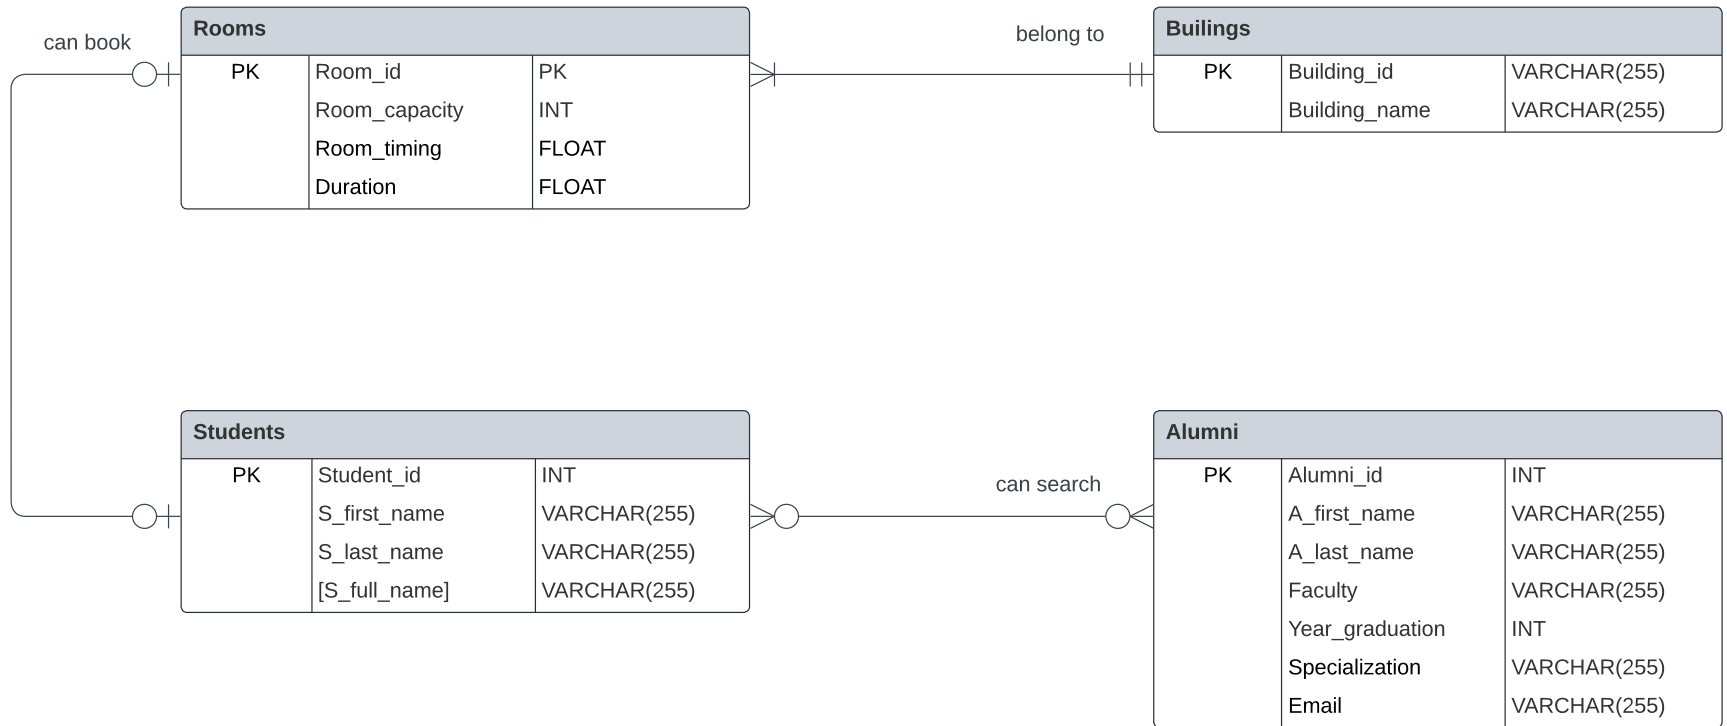 can book
Rooms
PK Room_id PK
Room_capacity INT
Room_timing FLOAT
Duration FLOAT
belong to
Builings
PK Building_id VARCHAR(255)
Building_name VARCHAR(255)
Students
PK Student_id INT
S_first_name VARCHAR(255)
S_last_name VARCHAR(255)
[S_full_name] VARCHAR(255)
can search
Alumni
PK Alumni_id INT
A_first_name VARCHAR(255)
A_last_name VARCHAR(255)
Faculty VARCHAR(255)
Year_graduation INT
Specialization VARCHAR(255)
Email VARCHAR(255)